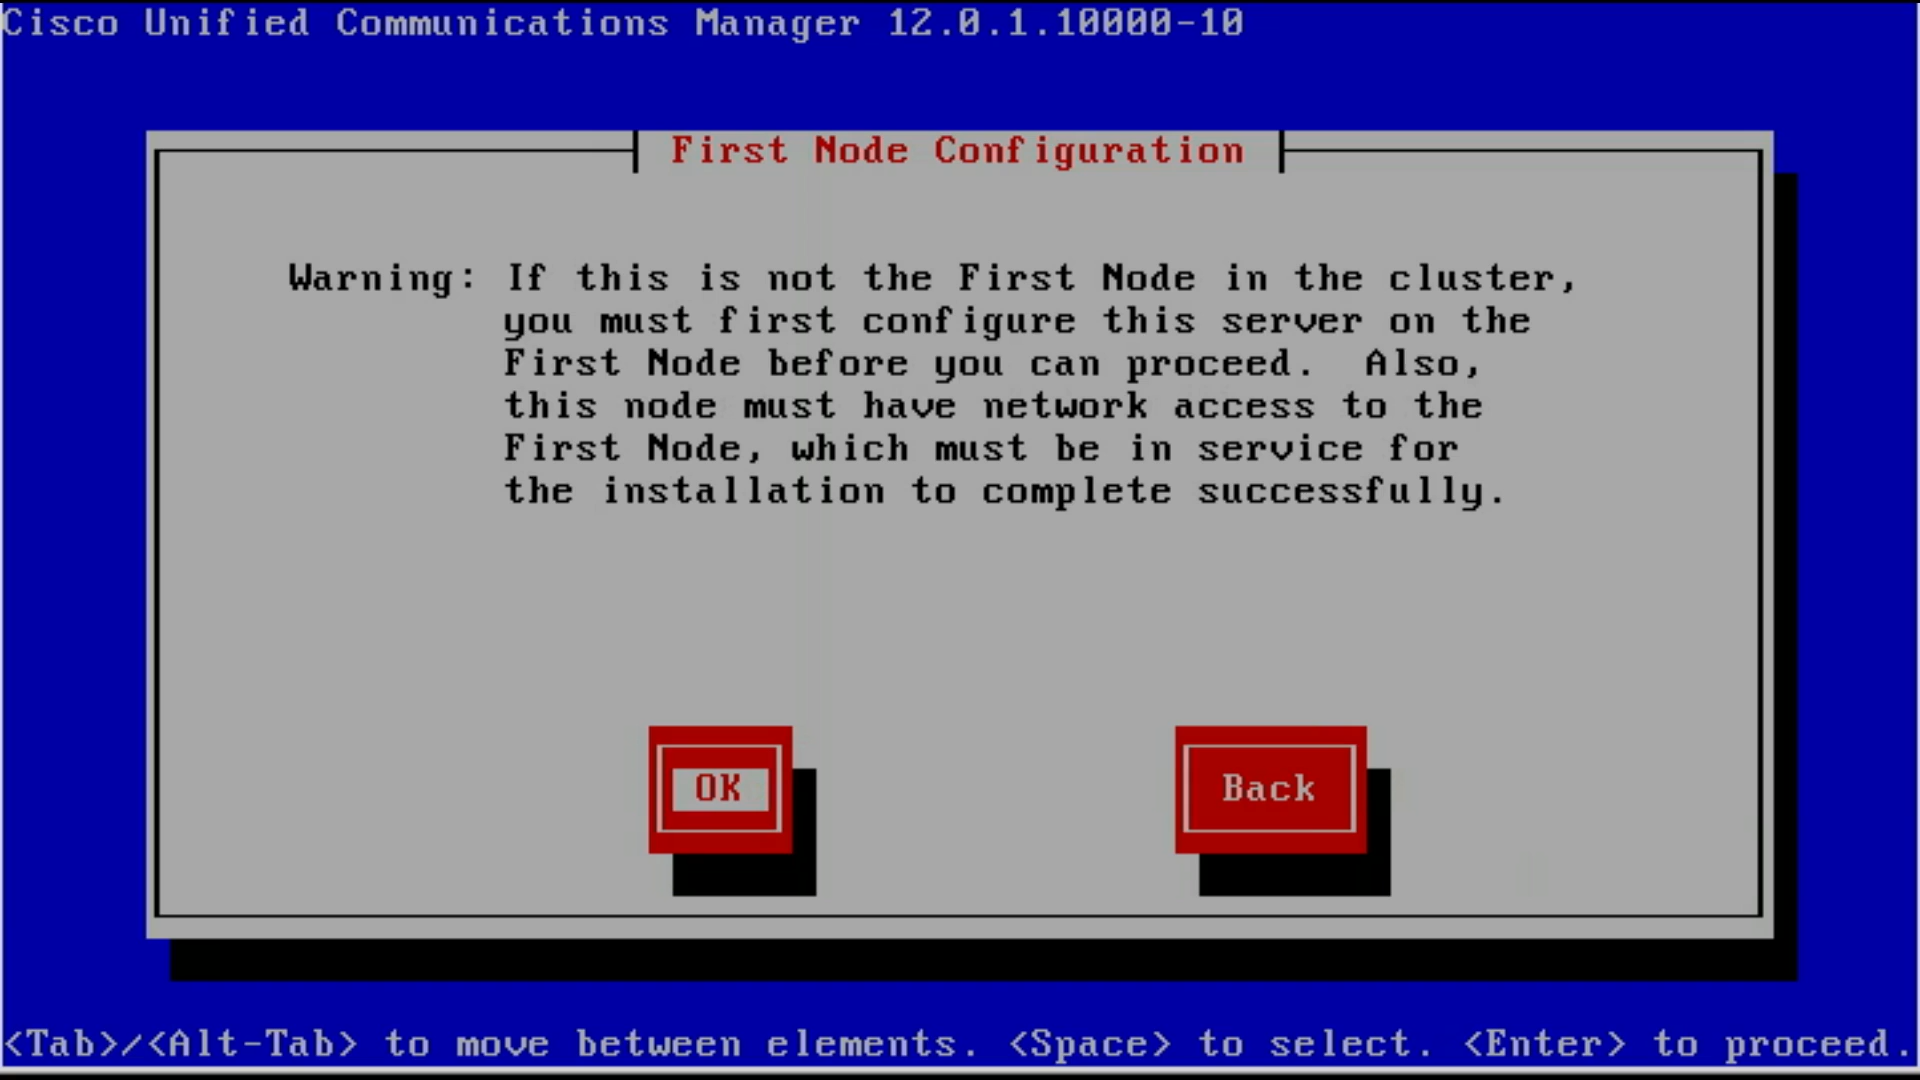 Cisco Unified Communications Manager 12.0.1.10000-10
First Node Configuration
Warning: If this is not the First Node in the cluster,
you must first configure this server on the
First Node before you can proceed.  Also,
this node must have network access to the
First Node, which must be in service for
the installation to complete successfully.
OK
Back
<Tab>/<Alt-Tab> to move between elements. <Space> to select. <Enter> to proceed.